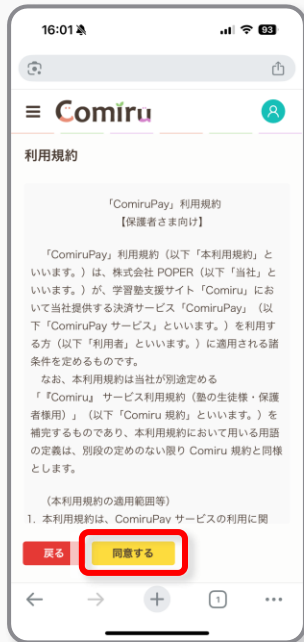 16:01
93
Comiru
利用規約
「ComiruPay」利用規約
【保護者さま向け】
「ComiruPay」利用規約（以下「本利用規約」と
いいます。）は、株式会社 POPER（以下「当社」と
いいます。）が、学習塾支援サイト「Comiru」にお
いて当社提供する決済サービス「ComiruPay」（以
下「ComiruPay サービス」といいます。）を利用す
る方（以下「利用者」といいます。）に適用される諸
条件を定めるものです。
なお、本利用規約は当社が別途定める
「『Comiru』 サービス利用規約（塾の生徒様・保護
者様用）」（以下「Comiru 規約」といいます。）を
補完するものであり、本利用規約において用いる用語
の定義は、別段の定めのない限り Comiru 規約と同様
とします。
（本利用規約の適用範囲等）
1. 本利用規約は、ComiruPay サービスの利用に関
戻る
同意する
1